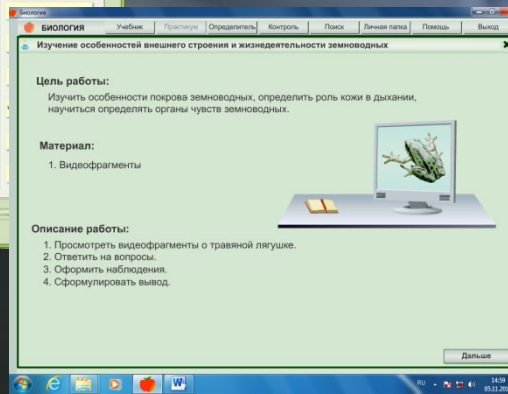 Биология
БИОЛОГИЯ Учебник Практикум Определитель Контроль Поиск Личная папка Помощь Выход
Изучение особенностей внешнего строения и жизнедеятельности земноводных
Цель работы:
Изучить особенности покрова земноводных, определить роль кожи в дыхании,
научиться определять органы чувств земноводных.
Материал:
1. Видеофрагменты
Описание работы:
1. Просмотреть видеофрагменты о травяной лягушке.
2. Ответить на вопросы.
3. Оформить наблюдения.
4. Сформулировать вывод.
Дальше
RU 14:59